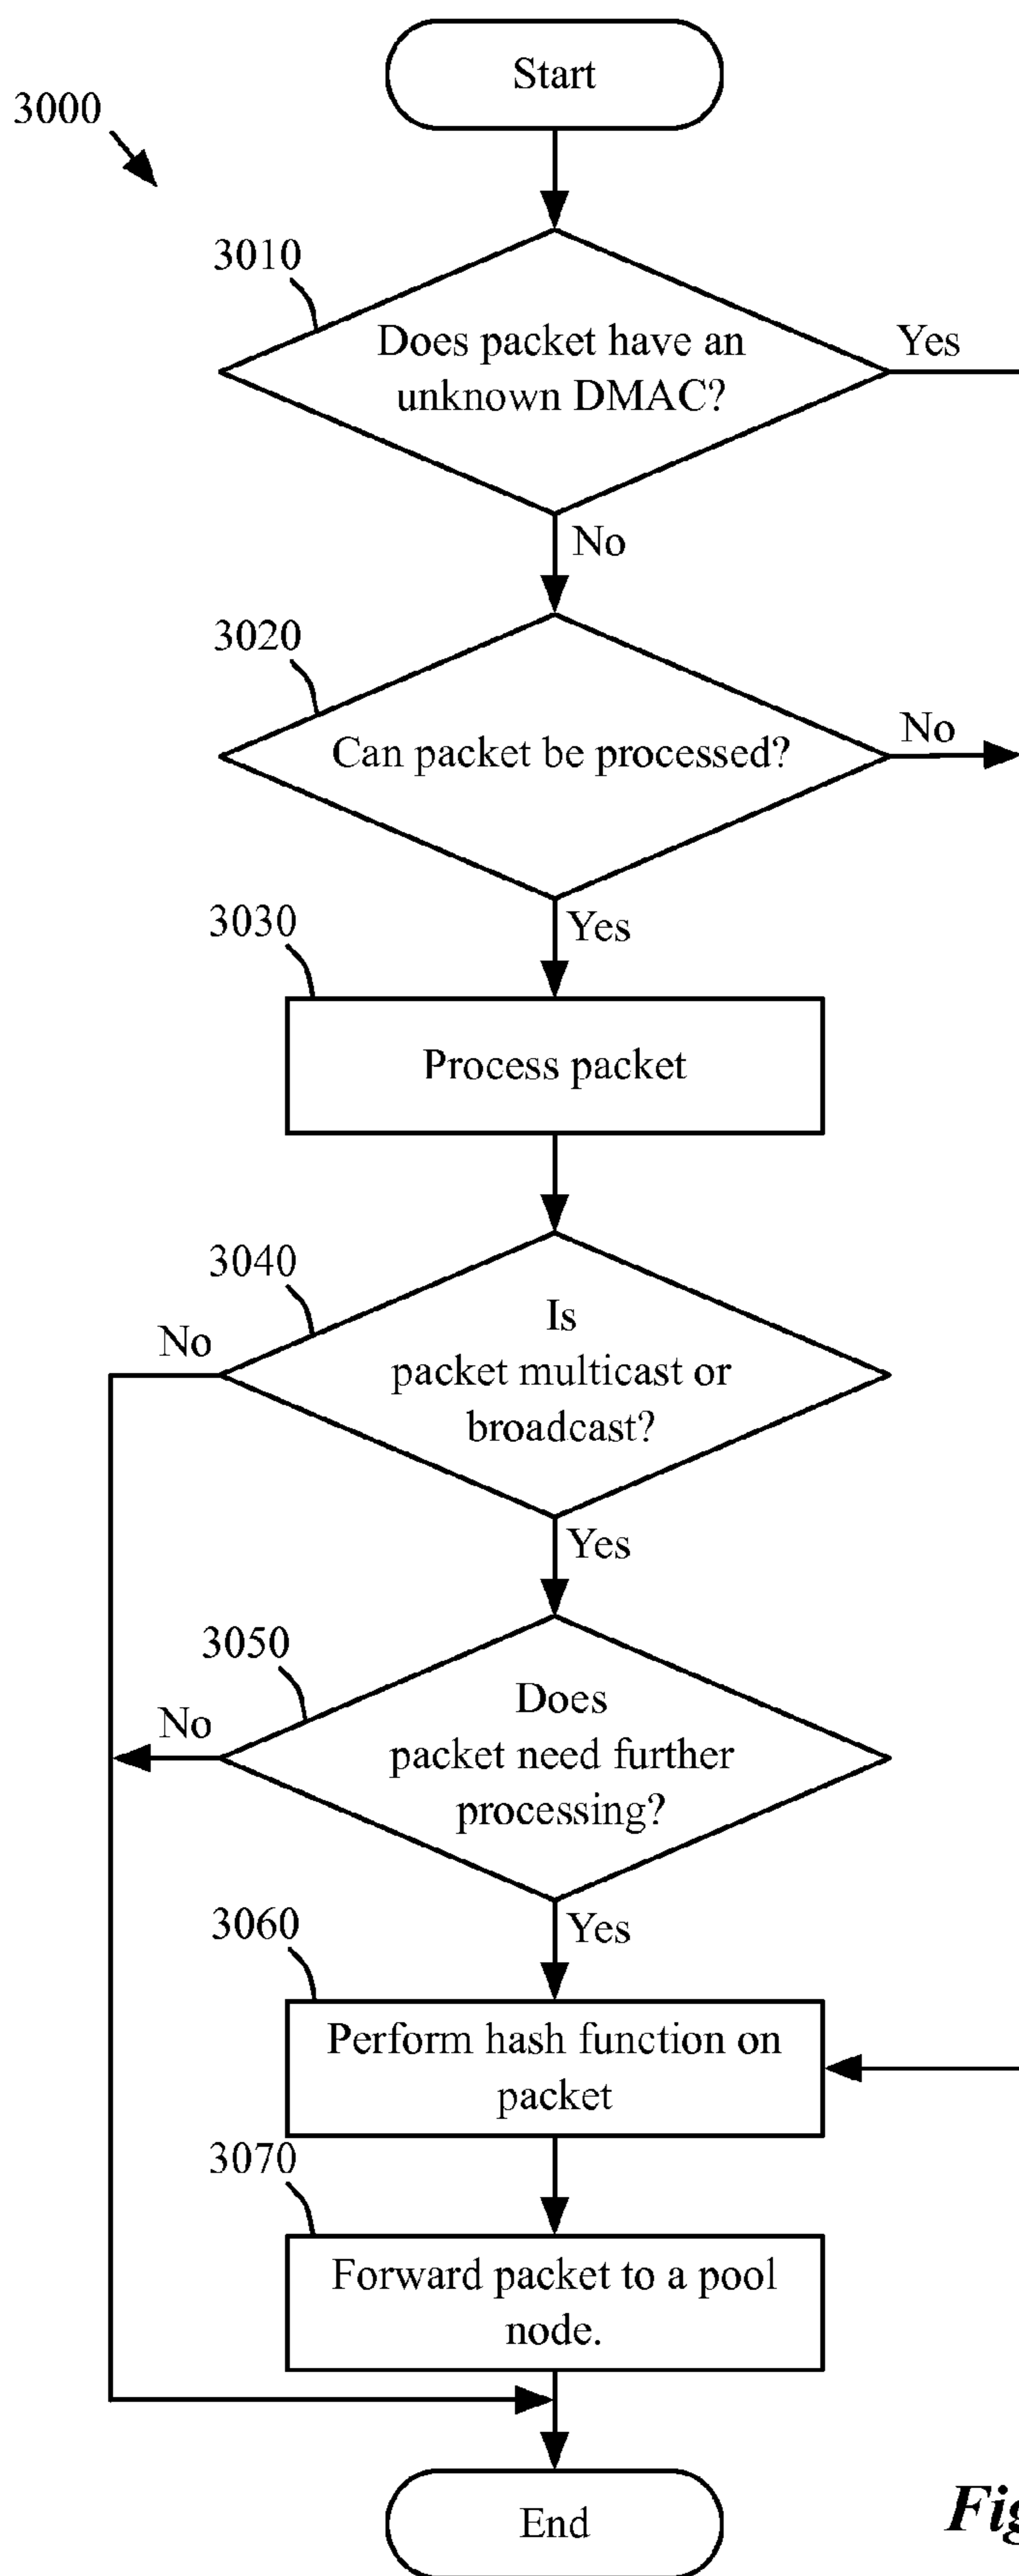 Start
3000
3010
Does packet have an
unknown DMAC?
Yes
No
3020
Can packet be processed?
No
Yes
3030
Process packet
3040
Is
packet multicast or
broadcast?
No
Yes
3050
Does
packet need further
processing?
No
Yes
3060
Perform hash function on
packet
3070
Forward packet to a pool
node.
End